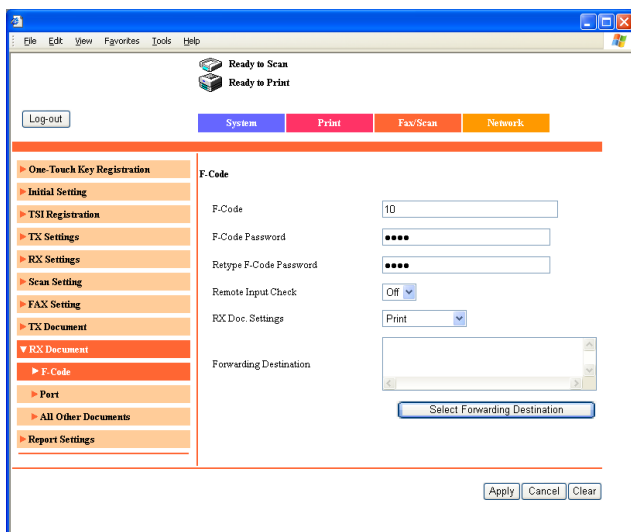 File Edit View Favorites Tools Help
Ready to Scan
Ready to Print
Log-out
System Print Fax/Scan Network
One-Touch Key Registration
Initial Setting
TSI Registration
TX Settings
RX Settings
Scan Setting
FAX Setting
TX Document
RX Document
F-Code
Port
All Other Documents
Report Settings
F-Code
F-Code 10
F-Code Password ●●●●
Retype F-Code Password ●●●●
Remote Input Check Off
RX Doc. Settings Print
Forwarding Destination
Select Forwarding Destination
Apply Cancel Clear